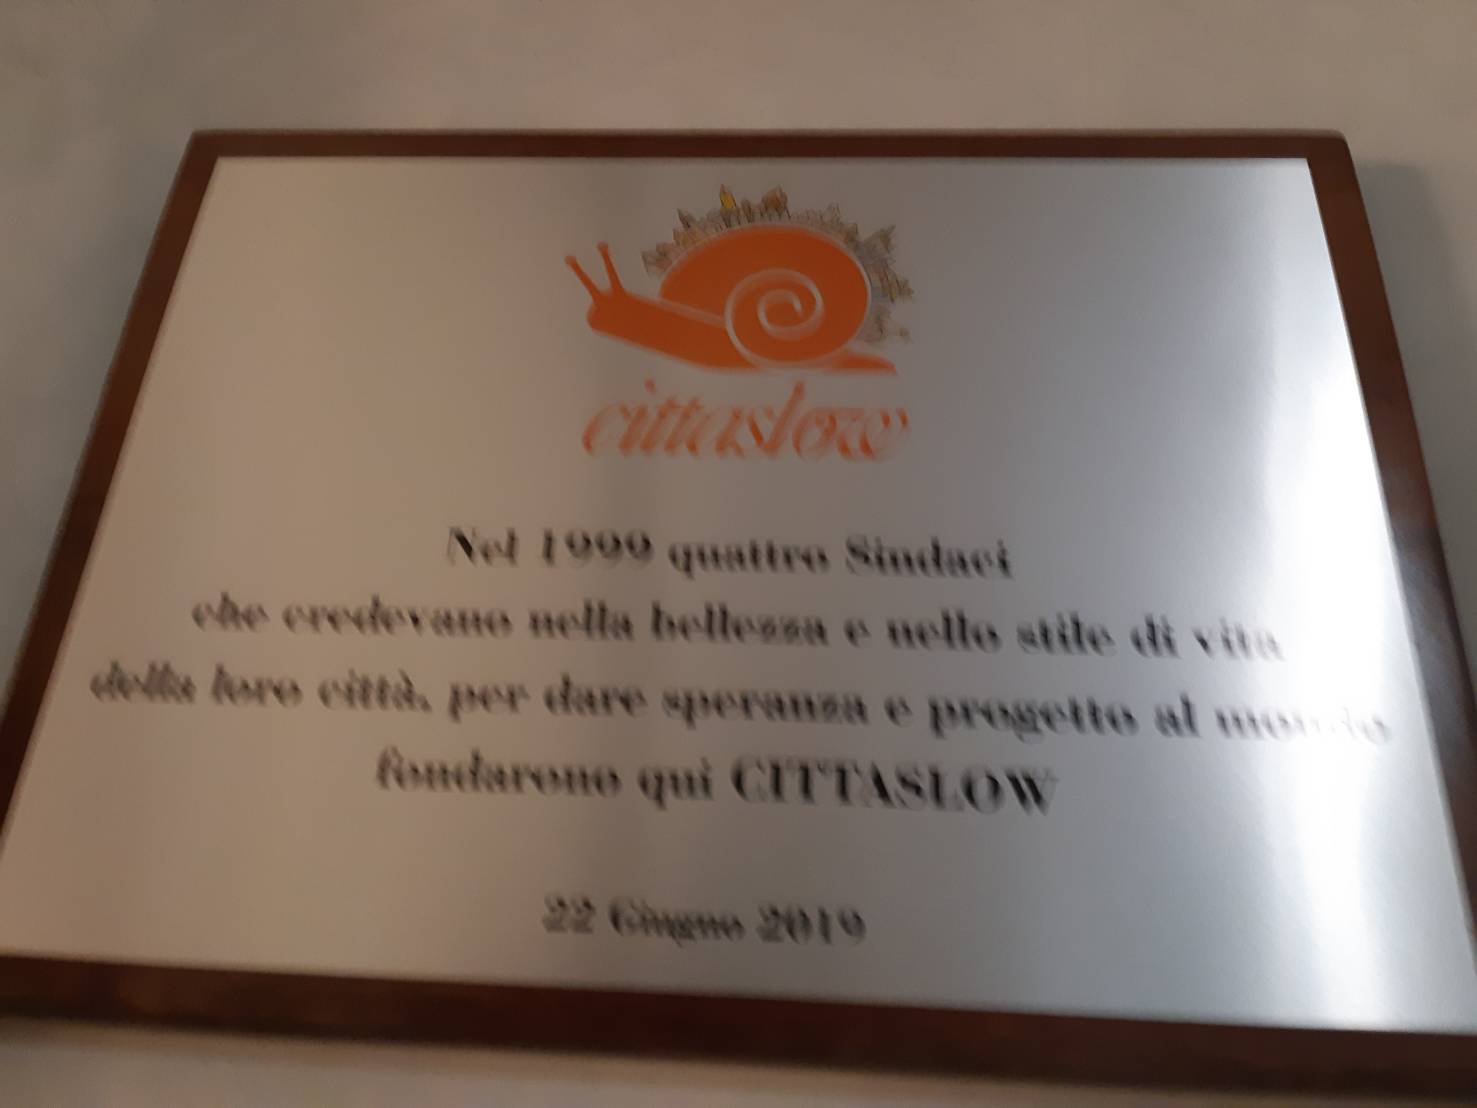 cittaslow
Nel 1999 quattro Sindaci
che credevano nella bellezza e nello stile di vita
della loro città, per dare speranza e progetto al mondo
fondarono qui CITTASLOW
22 Giugno 2019